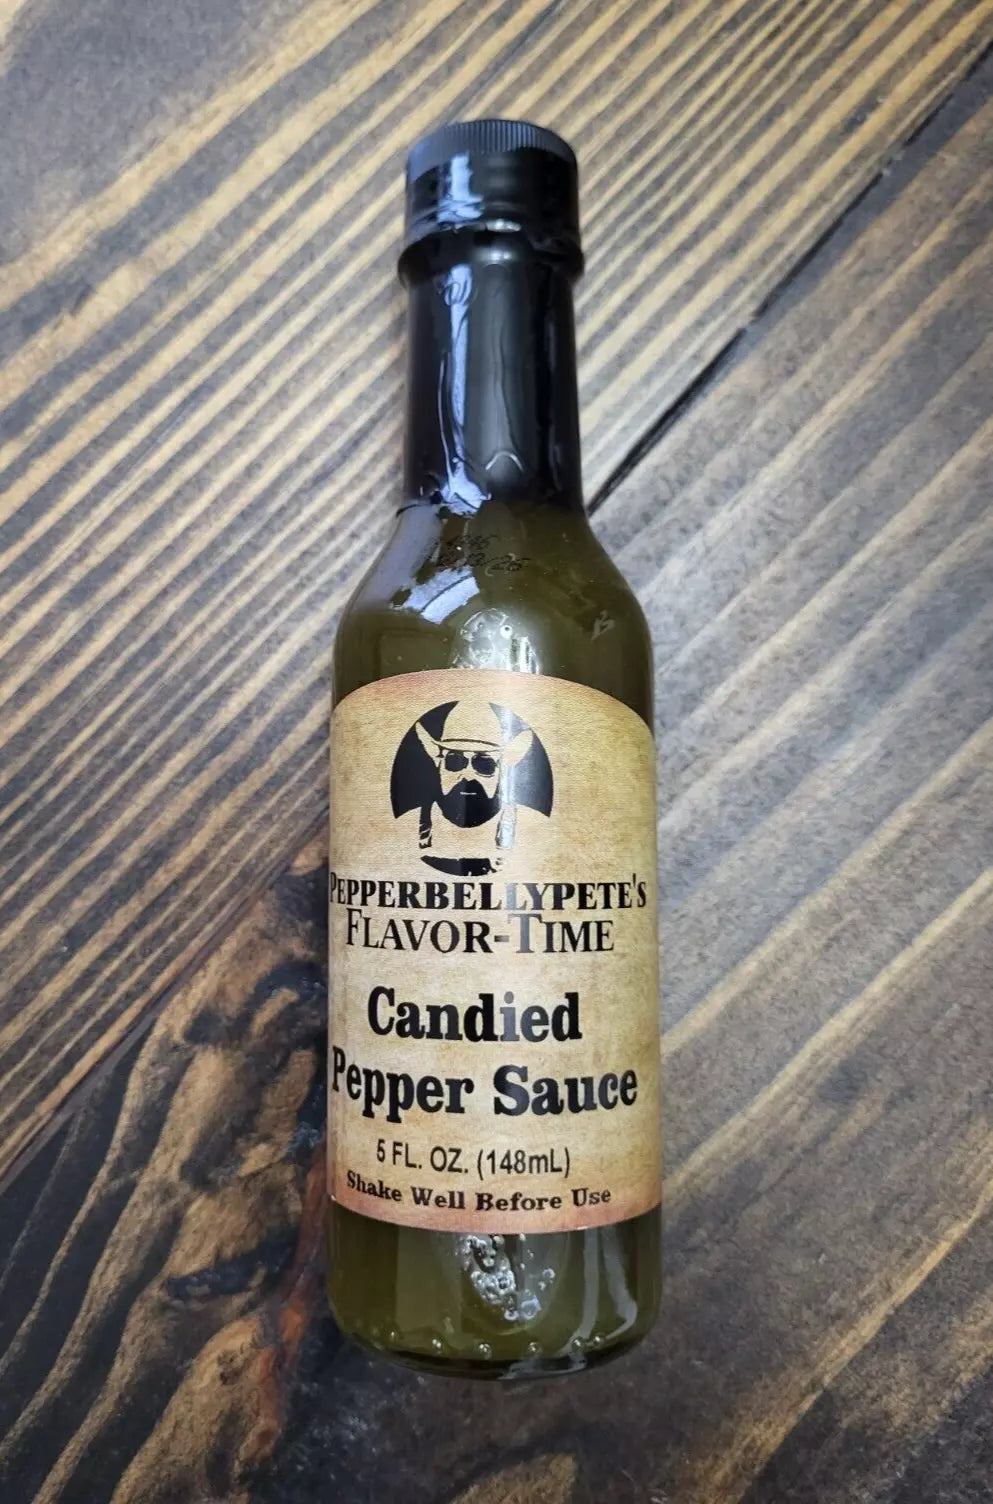 PEPPERBELLYPETE'S
FLAVOR-TIME
Candied
Pepper Sauce
5 FL. OZ. (148mL)
Shake Well Before Use